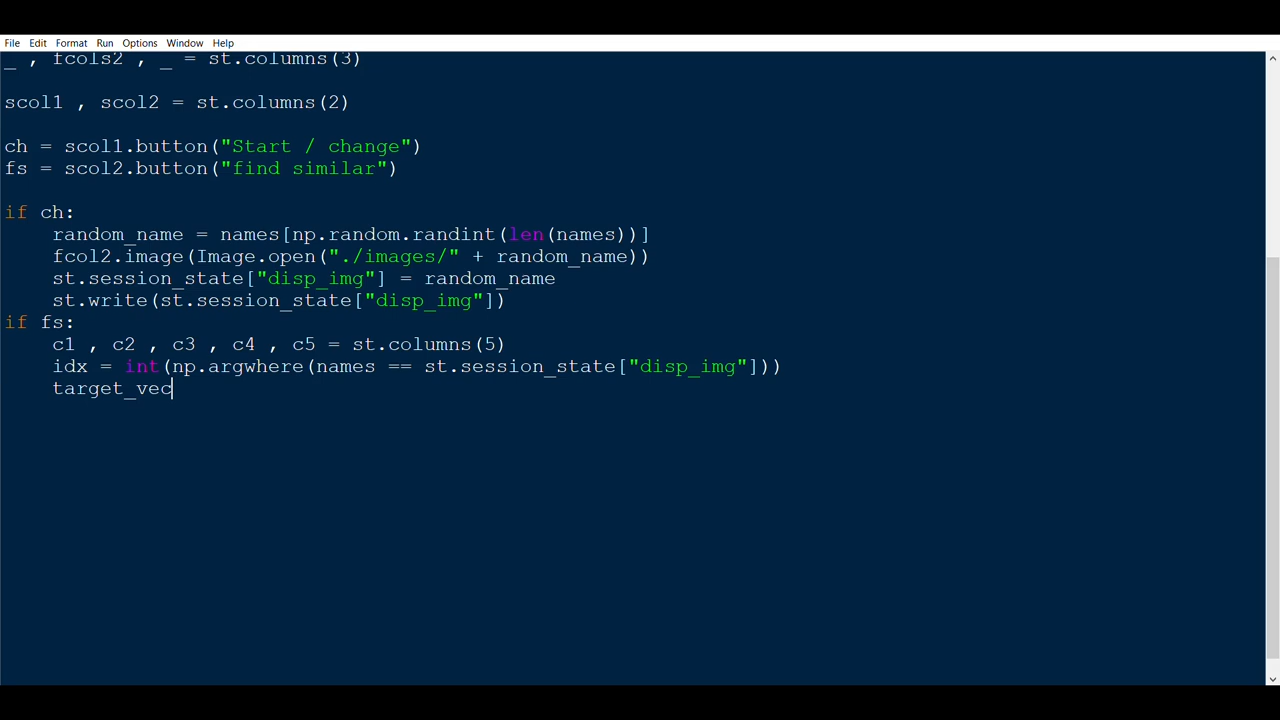 File Edit Format Run Options Window Help
_ , fcols2 , _ = st.columns(3)
scol1 , scol2 = st.columns(2)
ch = scol1.button("Start / change")
fs = scol2.button("find similar")
if ch:
    random_name = names[np.random.randint(len(names))]
    fcol2.image(Image.open("./images/" + random_name))
    st.session_state["disp_img"] = random_name
    st.write(st.session_state["disp_img"])
if fs:
    c1 , c2 , c3 , c4 , c5 = st.columns(5)
    idx = int(np.argwhere(names == st.session_state["disp_img"]))
    target_vec